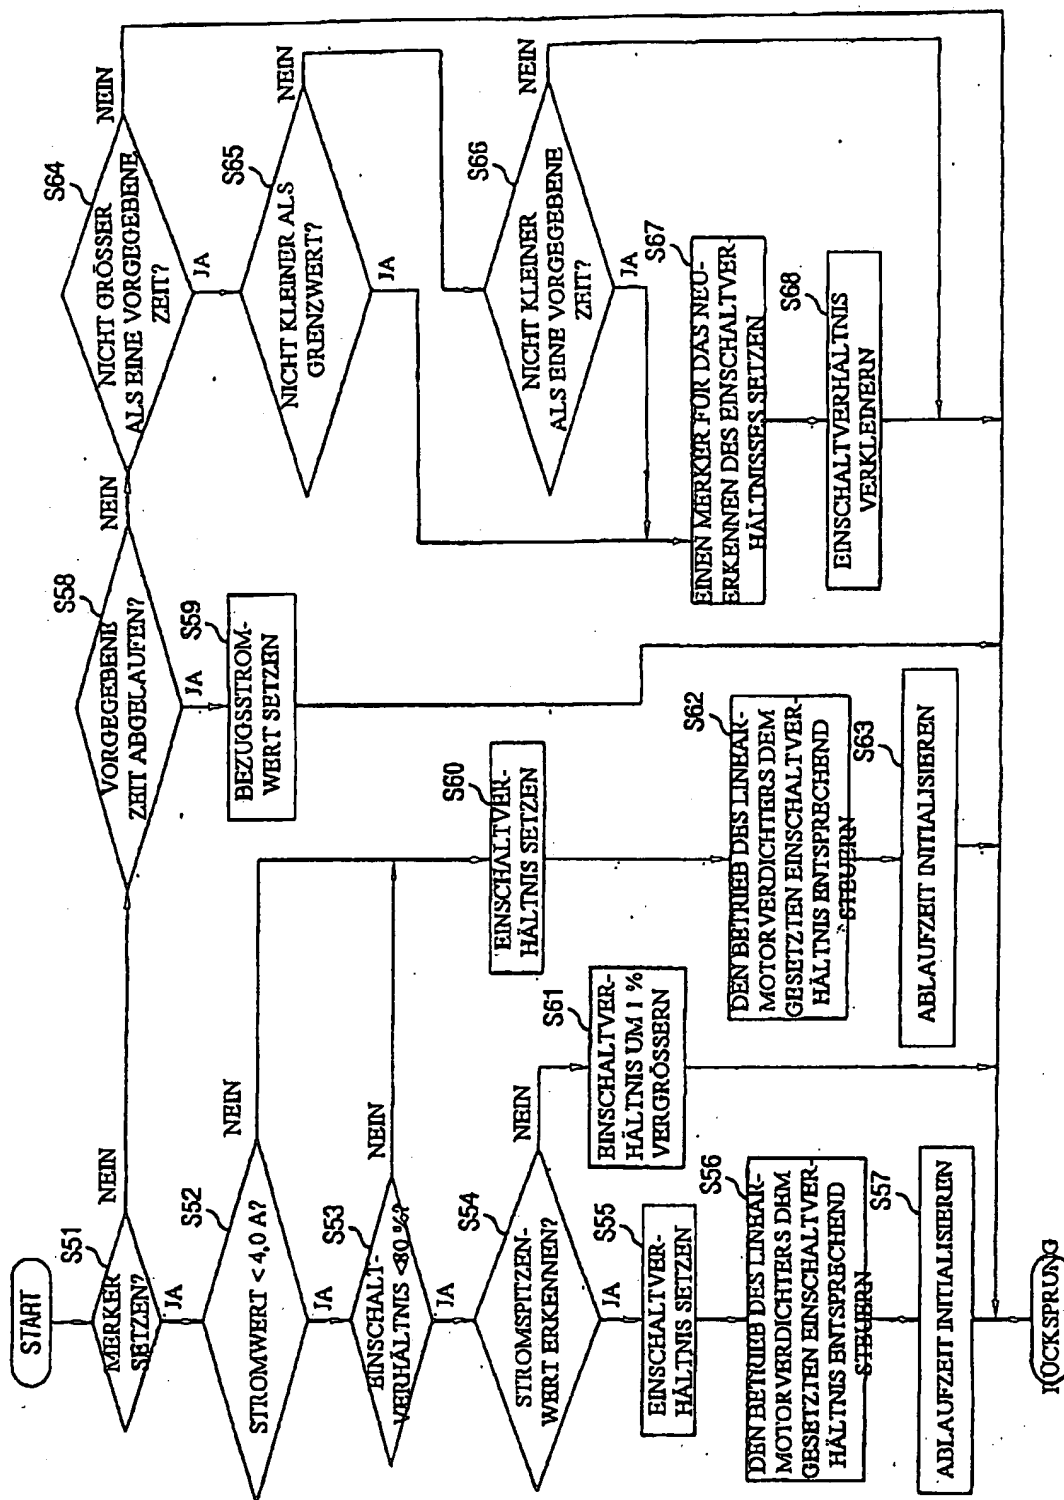 START
S51
MERKER
SETZEN?
NEIN
JA
S52
STROMWERT < 4,0 A?
NEIN
JA
S53
EINSCHALT-
VERHÄLTNIS <80 %?
NEIN
JA
S54
STROMSPITZEN-
WERT ERKENNEN?
NEIN
JA
S55
EINSCHALTVER-
HÄLTNIS SETZEN
S56
DEN BETRIEB DES LINEAR-
MOTORVERDICHTERS DEM
GESETZTEN EINSCHALTVER-
HÄLTNIS ENTSPRECHEND
STEUERN
S57
ABLAUFZEIT INITIALISIEREN
RÜCKSPRUNG
S61
EINSCHALTVER-
HÄLTNIS UM 1 %
VERGRÖSSERN
S60
EINSCHALTVER-
HÄLTNIS SETZEN
S62
DEN BETRIEB DES LINEAR-
MOTORVERDICHTERS DEM
GESETZTEN EINSCHALTVER-
HÄLTNIS ENTSPRECHEND
STEUERN
S63
ABLAUFZEIT INITIALISIEREN
S58
VORGEGEBENE
ZEIT ABGELAUFEN?
NEIN
JA
S59
BEZUGSSTROM-
WERT SETZEN
S64
NICHT GRÖSSER
ALS EINE VORGEGEBENE
ZEIT?
NEIN
JA
S65
NICHT KLEINER ALS
GRENZWERT?
NEIN
JA
S66
NICHT KLEINER
ALS EINE VORGEGEBENE
ZEIT?
NEIN
JA
S67
EINEN MERKER FÜR DAS NEU-
ERKENNEN DES EINSCHALTVER-
HÄLTNISSES SETZEN
S68
EINSCHALTVERHÄLTNIS
VERKLEINERN